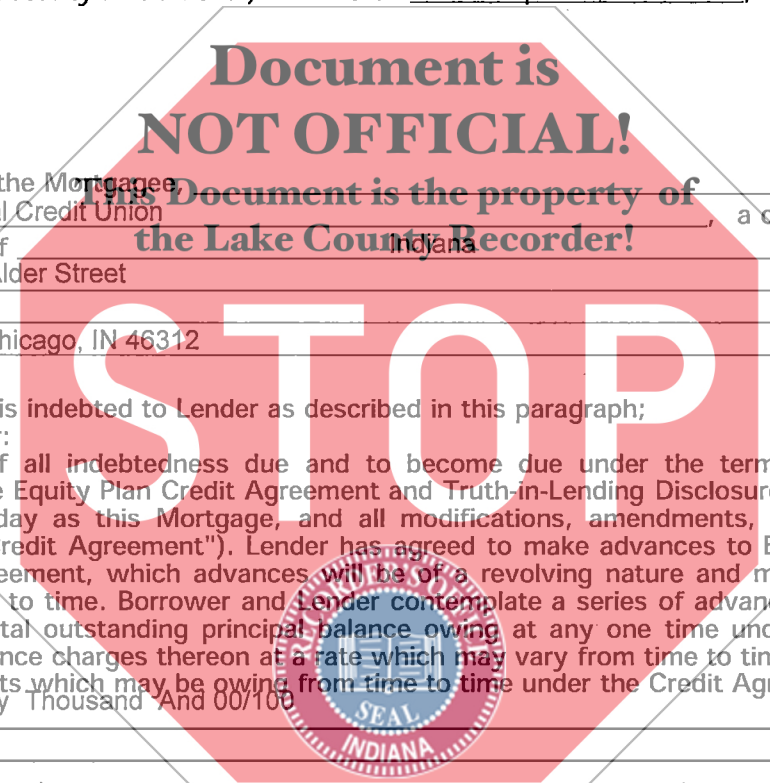 Document is
NOT OFFICIAL!
the Mortgagee,
This Document is the property of
l Credit Union , a c
the Lake County Recorder!
f Indiana
lder Street
STOP
hicago, IN 46312
is indebted to Lender as described in this paragraph;
:
f all indebtedness due and to become due under the term
e Equity Plan Credit Agreement and Truth-in-Lending Disclosur
day as this Mortgage, and all modifications, amendments,
redit Agreement"). Lender has agreed to make advances to B
eement, which advances will be of a revolving nature and m
to time. Borrower and Lender contemplate a series of advan
tal outstanding principal balance owing at any one time und
nce charges thereon at a rate which may vary from time to tim
ts which may be owing from time to time under the Credit Agr
y Thousand And 00/100
RECORDER'S OFFICE
SEAL
INDIANA